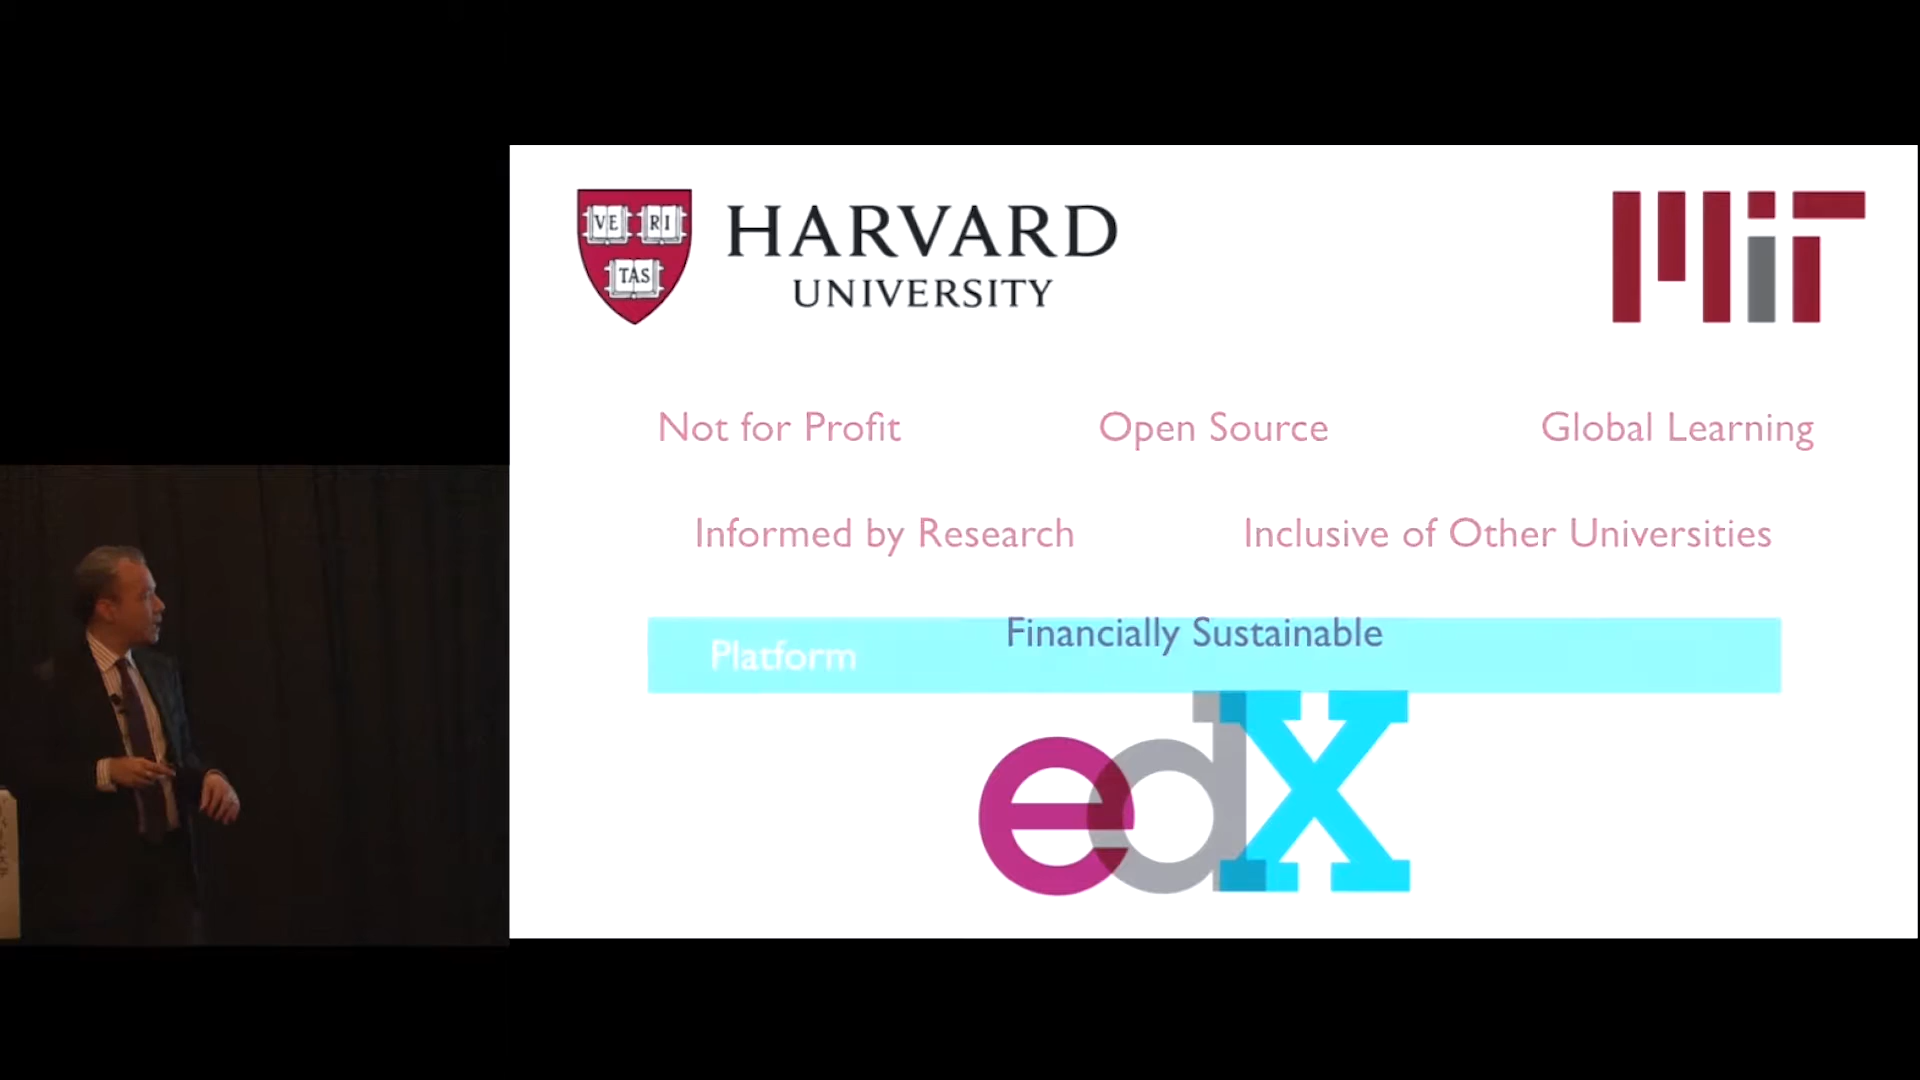 VE RI
TAS
HARVARD
UNIVERSITY
MIT
Not for Profit
Open Source
Global Learning
Informed by Research
Inclusive of Other Universities
Financially Sustainable
Platform
edX